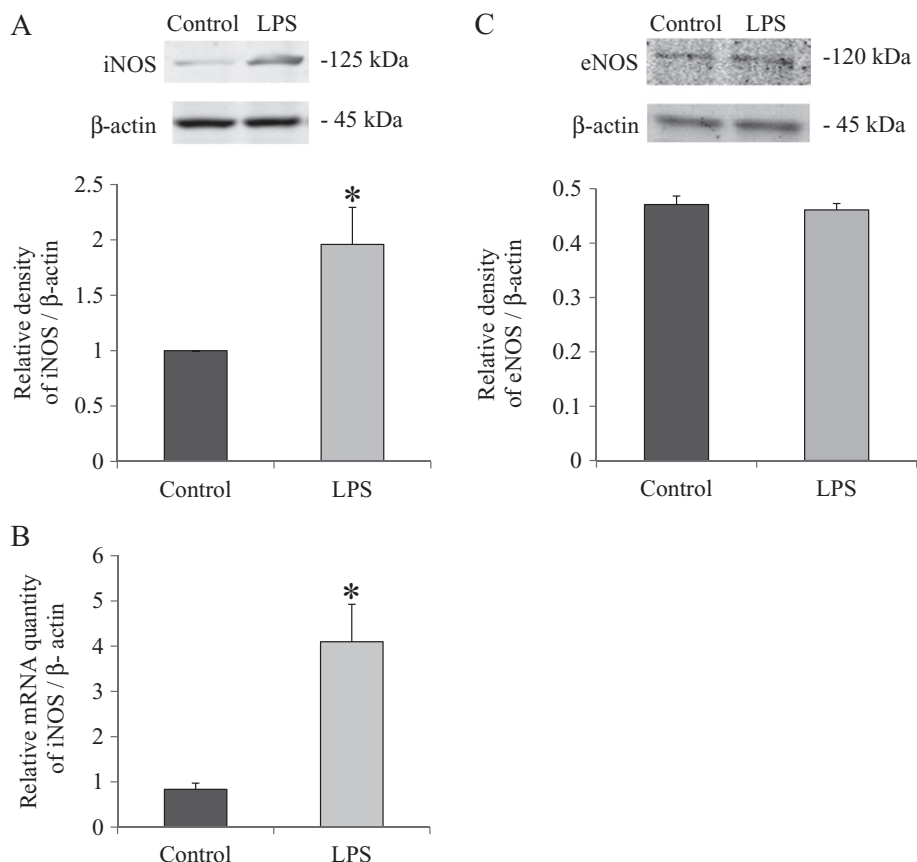 A
Control LPS
iNOS
-125 kDa
β-actin
- 45 kDa
2.5
2
1.5
1
0.5
0
Relative density
of iNOS / β-actin
*
Control
LPS
B
6
5
4
3
2
1
0
Relative mRNA quantity
of iNOS / β- actin
*
Control
LPS
C
Control LPS
eNOS
-120 kDa
β-actin
- 45 kDa
0.5
0.4
0.3
0.2
0.1
0
Relative density
of eNOS / β-actin
Control
LPS